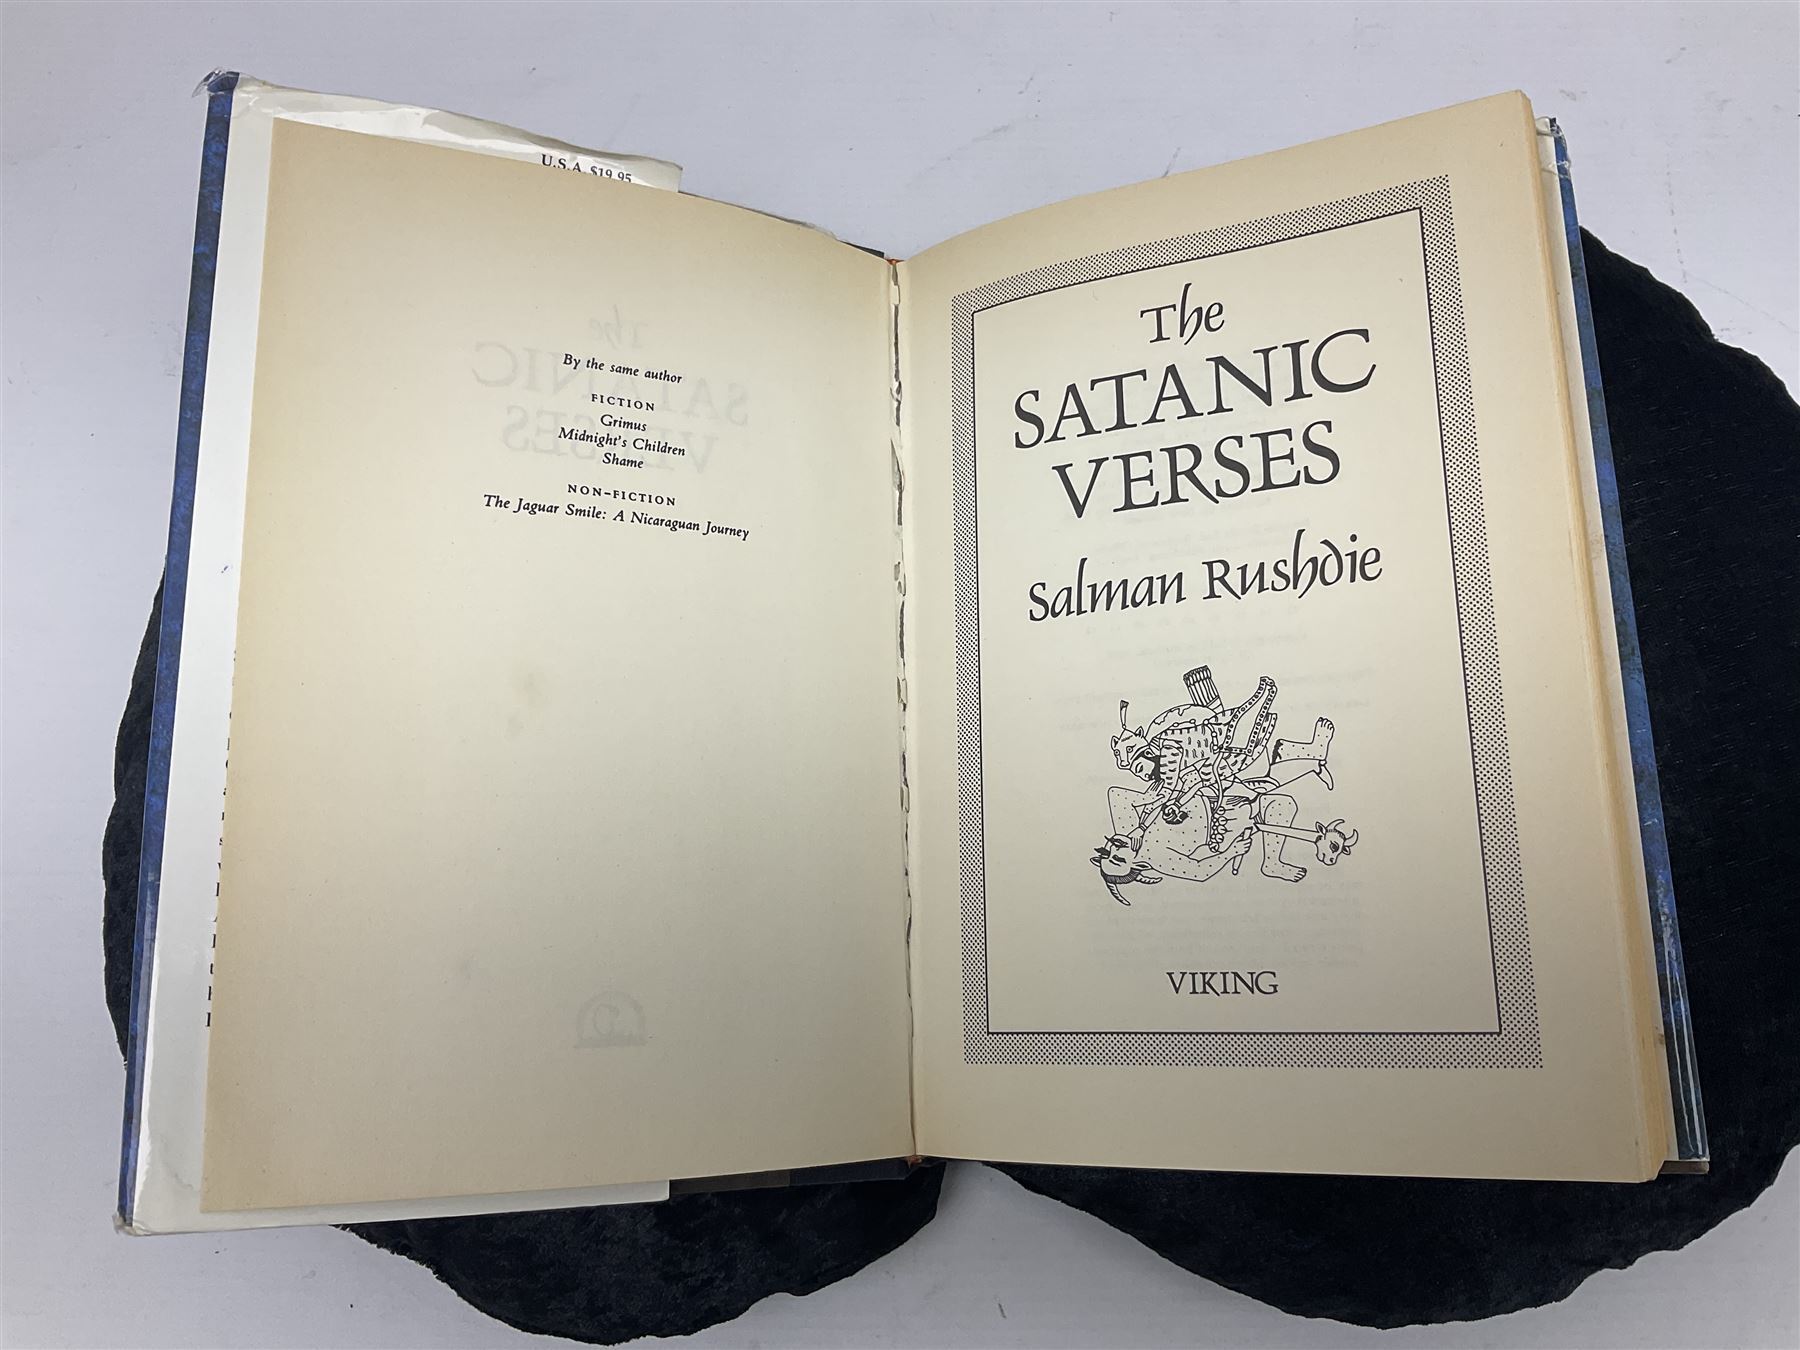 U.S.A. $19.95
By the same author
FICTION
Grimus
Midnight's Children
Shame
NON-FICTION
The Jaguar Smile: A Nicaraguan Journey
The
SATANIC
VERSES
Salman Rushdie
VIKING